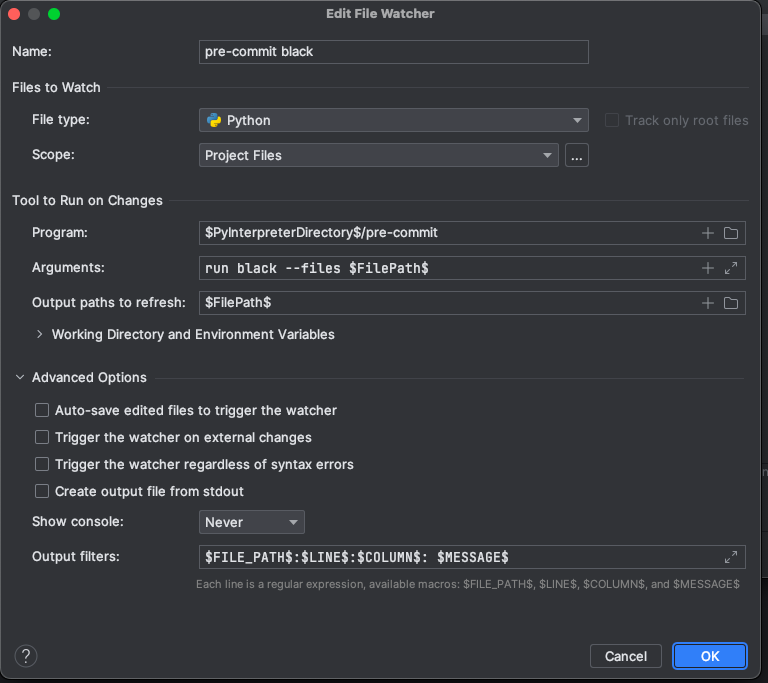 Edit File Watcher
Name: pre-commit black
Files to Watch
File type: Python Track only root files
Scope: Project Files ...
Tool to Run on Changes
Program: $PyInterpreterDirectory$/pre-commit
Arguments: run black --files $FilePath$
Output paths to refresh: $FilePath$
Working Directory and Environment Variables
Advanced Options
Auto-save edited files to trigger the watcher
Trigger the watcher on external changes
Trigger the watcher regardless of syntax errors
Create output file from stdout
Show console: Never
Output filters: $FILE_PATH$:$LINE$:$COLUMN$: $MESSAGE$
Each line is a regular expression, available macros: $FILE_PATH$, $LINE$, $COLUMN$, and $MESSAGE$
? Cancel OK